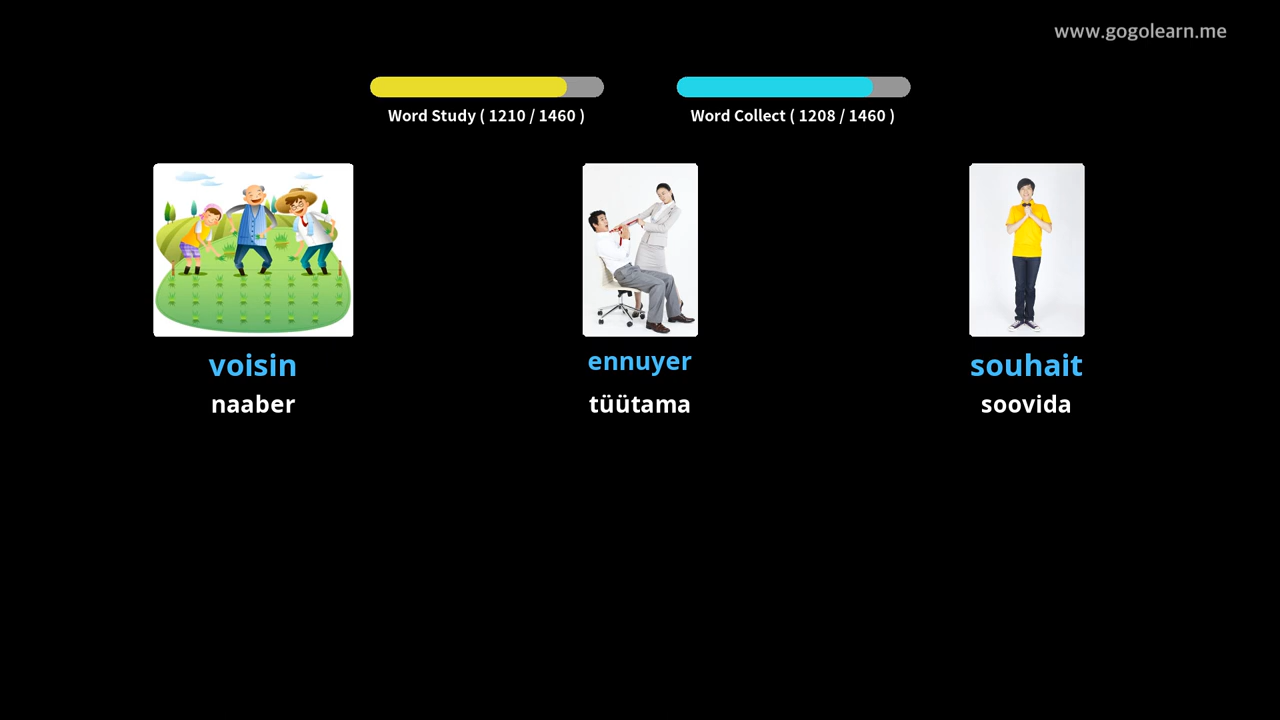 www.gogolearn.me
Word Study ( 1210 / 1460 )
Word Collect ( 1208 / 1460 )
voisin
naaber
ennuyer
tüütama
souhait
soovida